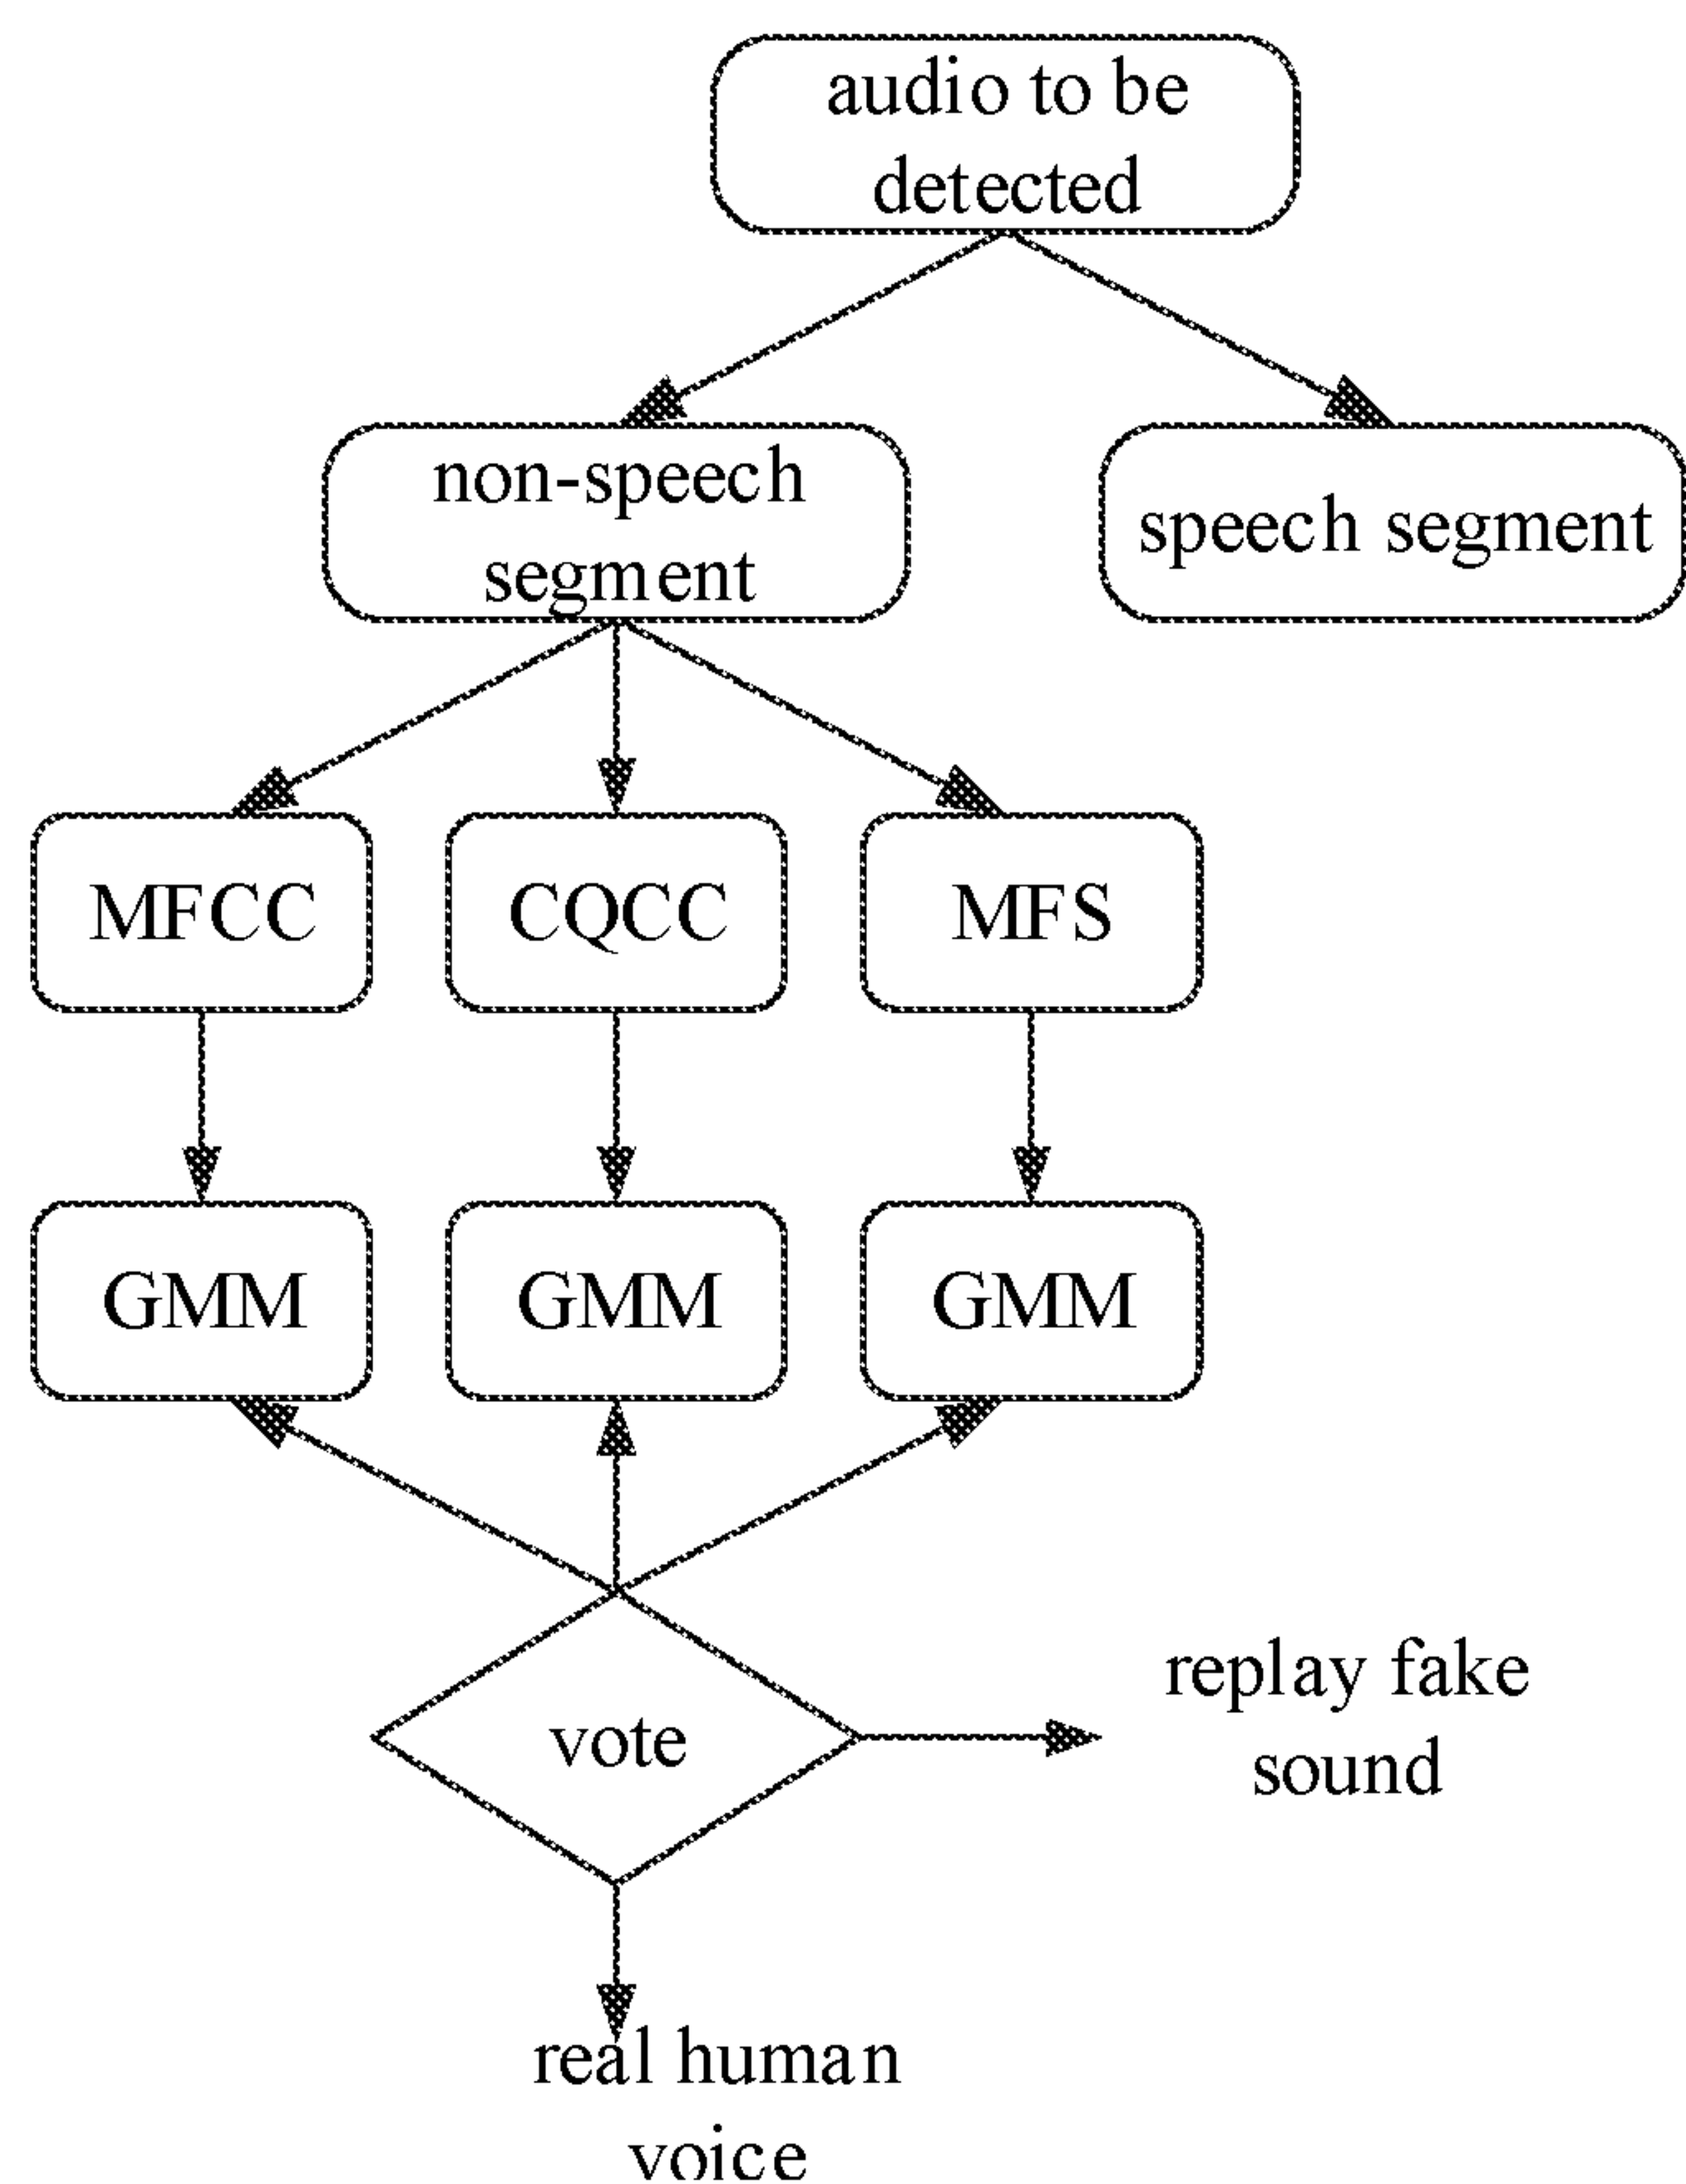 audio to be
detected
non-speech
segment
speech segment
MFCC
CQCC
MFS
GMM
GMM
GMM
vote
replay fake
sound
real human
voice